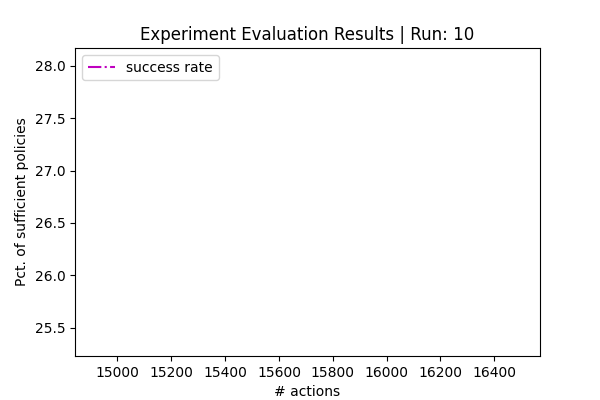 Experiment Evaluation Results | Run: 10
success rate
Pct. of sufficient policies
28.0
27.5
27.0
26.5
26.0
25.5
15000 15200 15400 15600 15800 16000 16200 16400
# actions